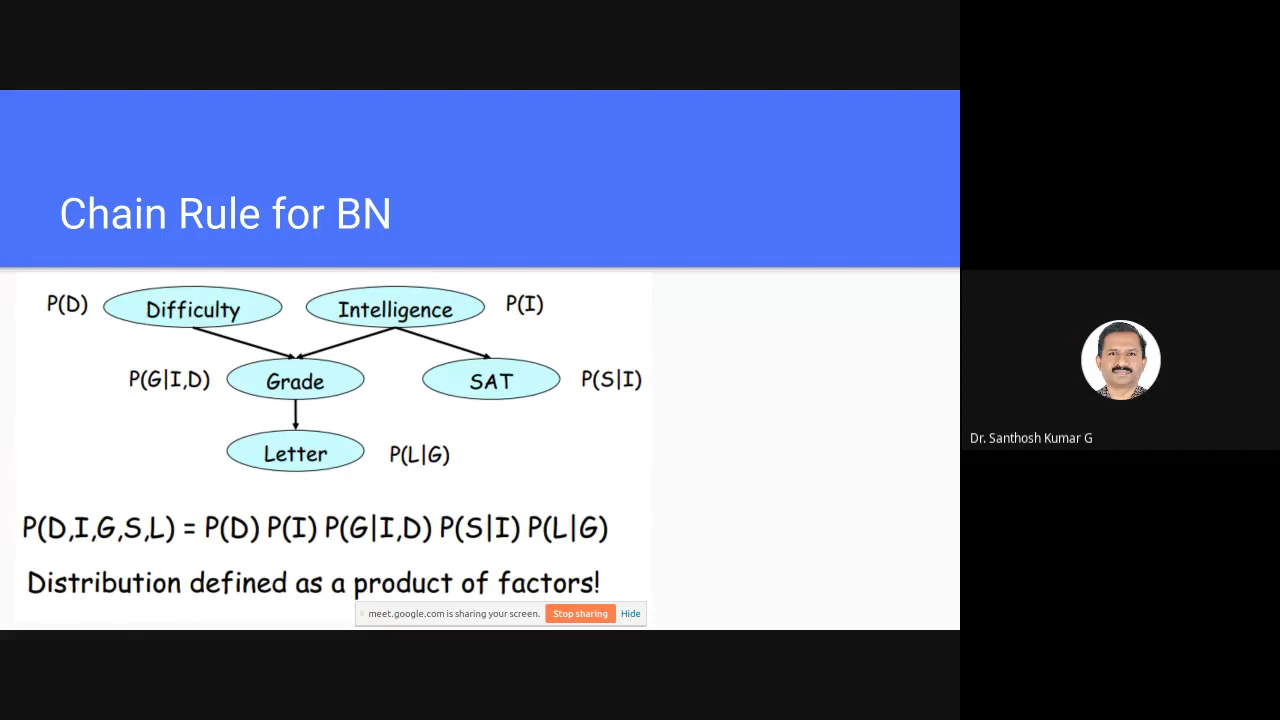 Chain Rule for BN
P(D) Difficulty Intelligence P(I)
P(G|I,D) Grade SAT P(S|I)
Letter P(L|G)
P(D,I,G,S,L) = P(D) P(I) P(G|I,D) P(S|I) P(L|G)
Distribution defined as a product of factors!
meet.google.com is sharing your screen. Stop sharing Hide
Dr. Santhosh Kumar G